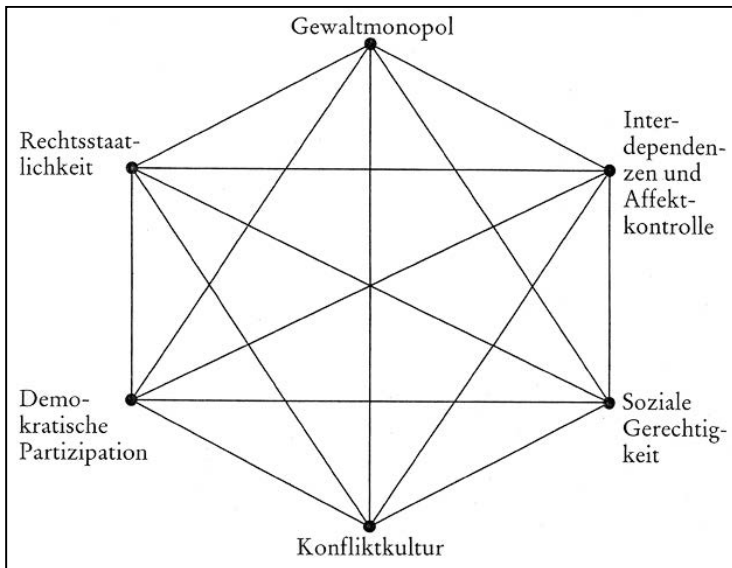 Gewaltmonopol
Rechtsstaat-
lichkeit
Inter-
dependen-
zen und
Affekt-
kontrolle
Demo-
kratische
Partizipation
Soziale
Gerechtig-
keit
Konfliktkultur